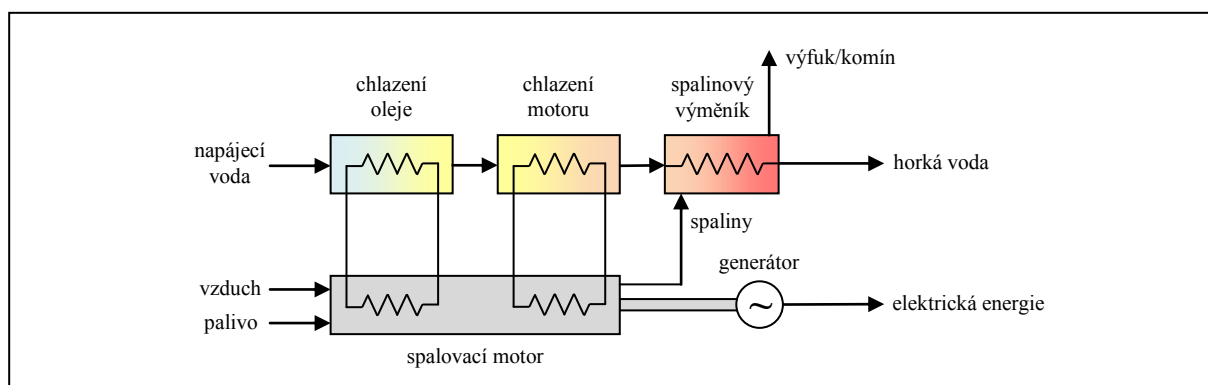 výfuk/komín
chlazení
oleje
chlazení
motoru
spalinový
výměník
napájecí
voda
horká voda
spaliny
generátor
vzduch
palivo
~
elektrická energie
spalovací motor